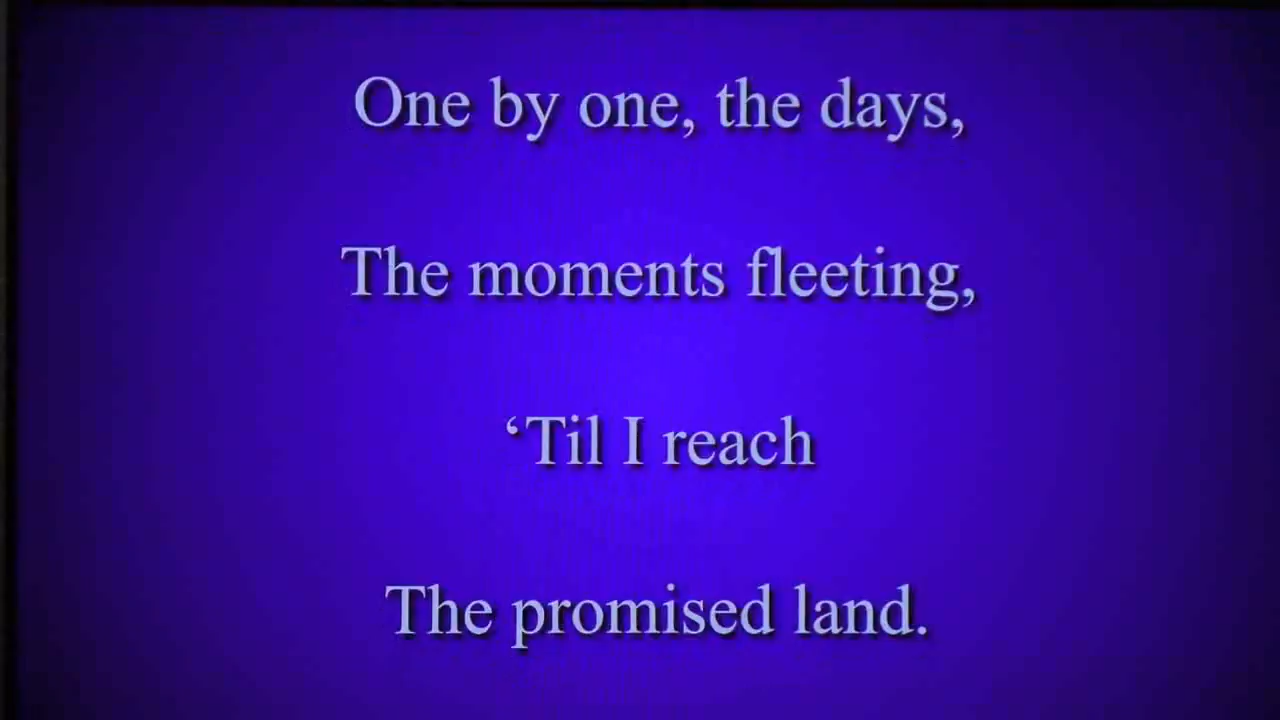 One by one, the days,
The moments fleeting,
‘Til I reach
The promised land.